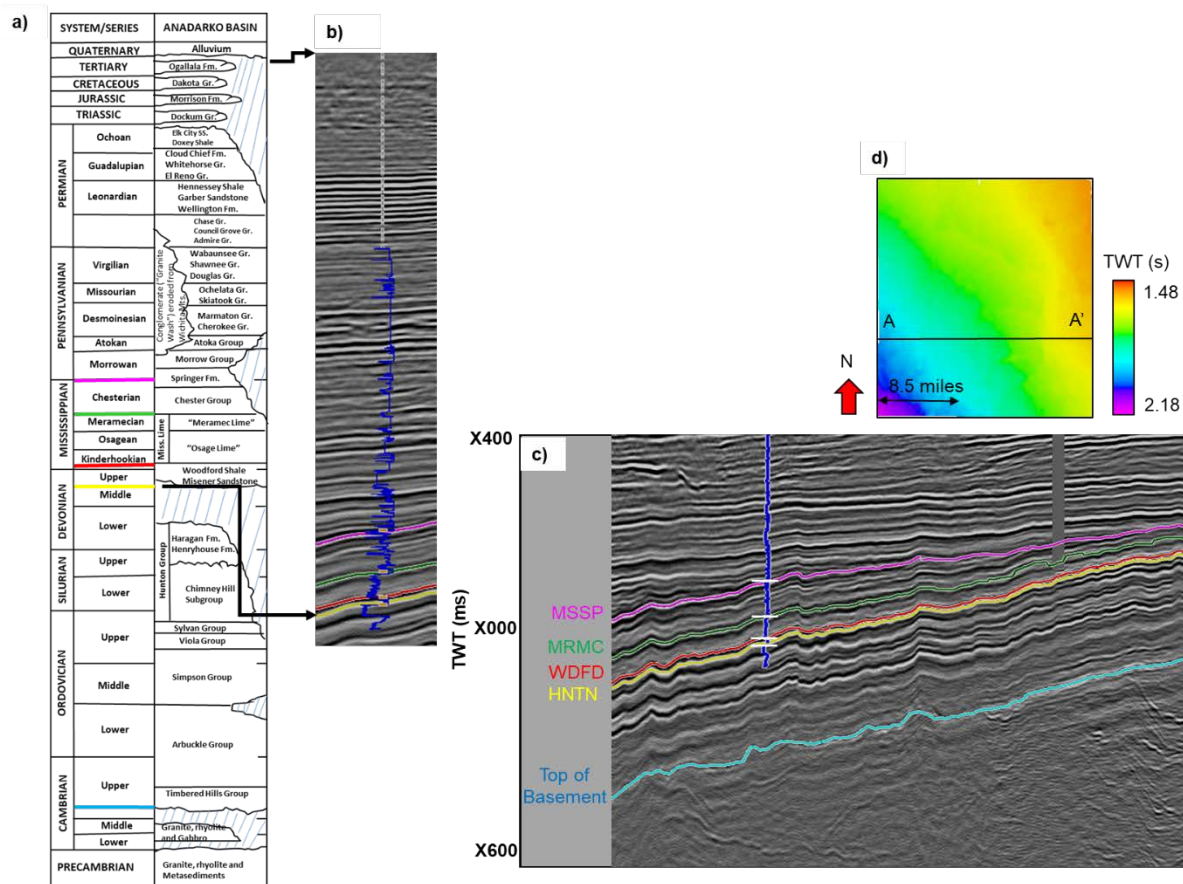 a)
SYSTEM/SERIES
ANADARKO BASIN
QUATERNARY
Alluvium
TERTIARY
Ogallala Fm.
CRETACEOUS
Dakota Gr.
JURASSIC
Morrison Fm.
TRIASSIC
Dockum Gr.
PERMIAN
Ochoan
Elk City SS.
Doxey Shale
Guadalupian
Cloud Chief Fm.
Whitehorse Gr.
El Reno Gr.
Leonardian
Hennessey Shale
Garber Sandstone
Wellington Fm.
Chase Gr.
Council Grove Gr.
Admire Gr.
PENNSYLVANIAN
Conglomerate ("Granite
Wash") eroded from
Wichita Mts.
Virgilian
Wabaunsee Gr.
Shawnee Gr.
Douglas Gr.
Missourian
Ochelata Gr.
Skiatook Gr.
Desmoinesian
Marmaton Gr.
Cherokee Gr.
Atokan
Atoka Group
Morrowan
Morrow Group
Springer Fm.
MISSISSIPPIAN
Chesterian
Chester Group
Meramecian
Miss. Lime
"Meramec Lime"
Osagean
"Osage Lime"
Kinderhookian
DEVONIAN
Upper
Woodford Shale
Misener Sandstone
Middle
Lower
Hunton Group
Haragan Fm.
Henryhouse Fm.
SILURIAN
Upper
Lower
Chimney Hill
Subgroup
ORDOVICIAN
Upper
Sylvan Group
Viola Group
Middle
Simpson Group
Lower
Arbuckle Group
CAMBRIAN
Upper
Timbered Hills Group
Middle
Lower
Granite, rhyolite
and Gabbro
PRECAMBRIAN
Granite, rhyolite and
Metasediments
b)
d)
A
A'
N
8.5 miles
TWT (s)
1.48
2.18
c)
X400
X000
X600
TWT (ms)
MSSP
MRMC
WDFD
HNTN
Top of
Basement